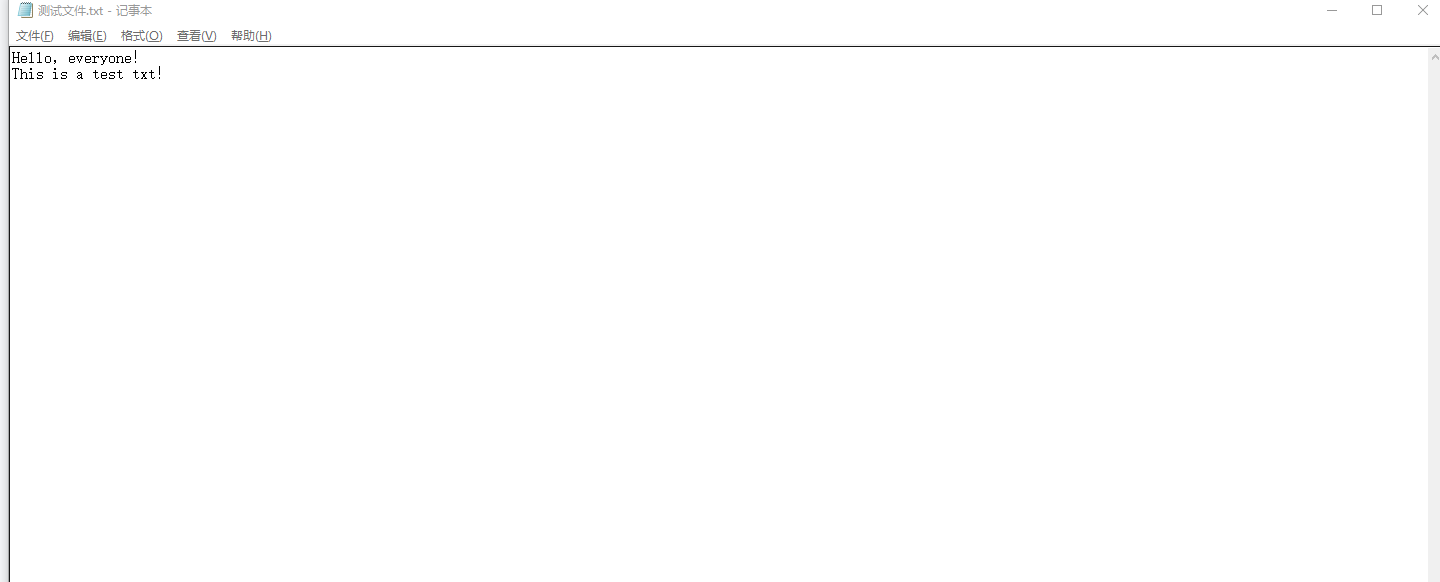 测试文件.txt - 记事本
文件(F) 编辑(E) 格式(O) 查看(V) 帮助(H)
Hello, everyone!
This is a test txt!